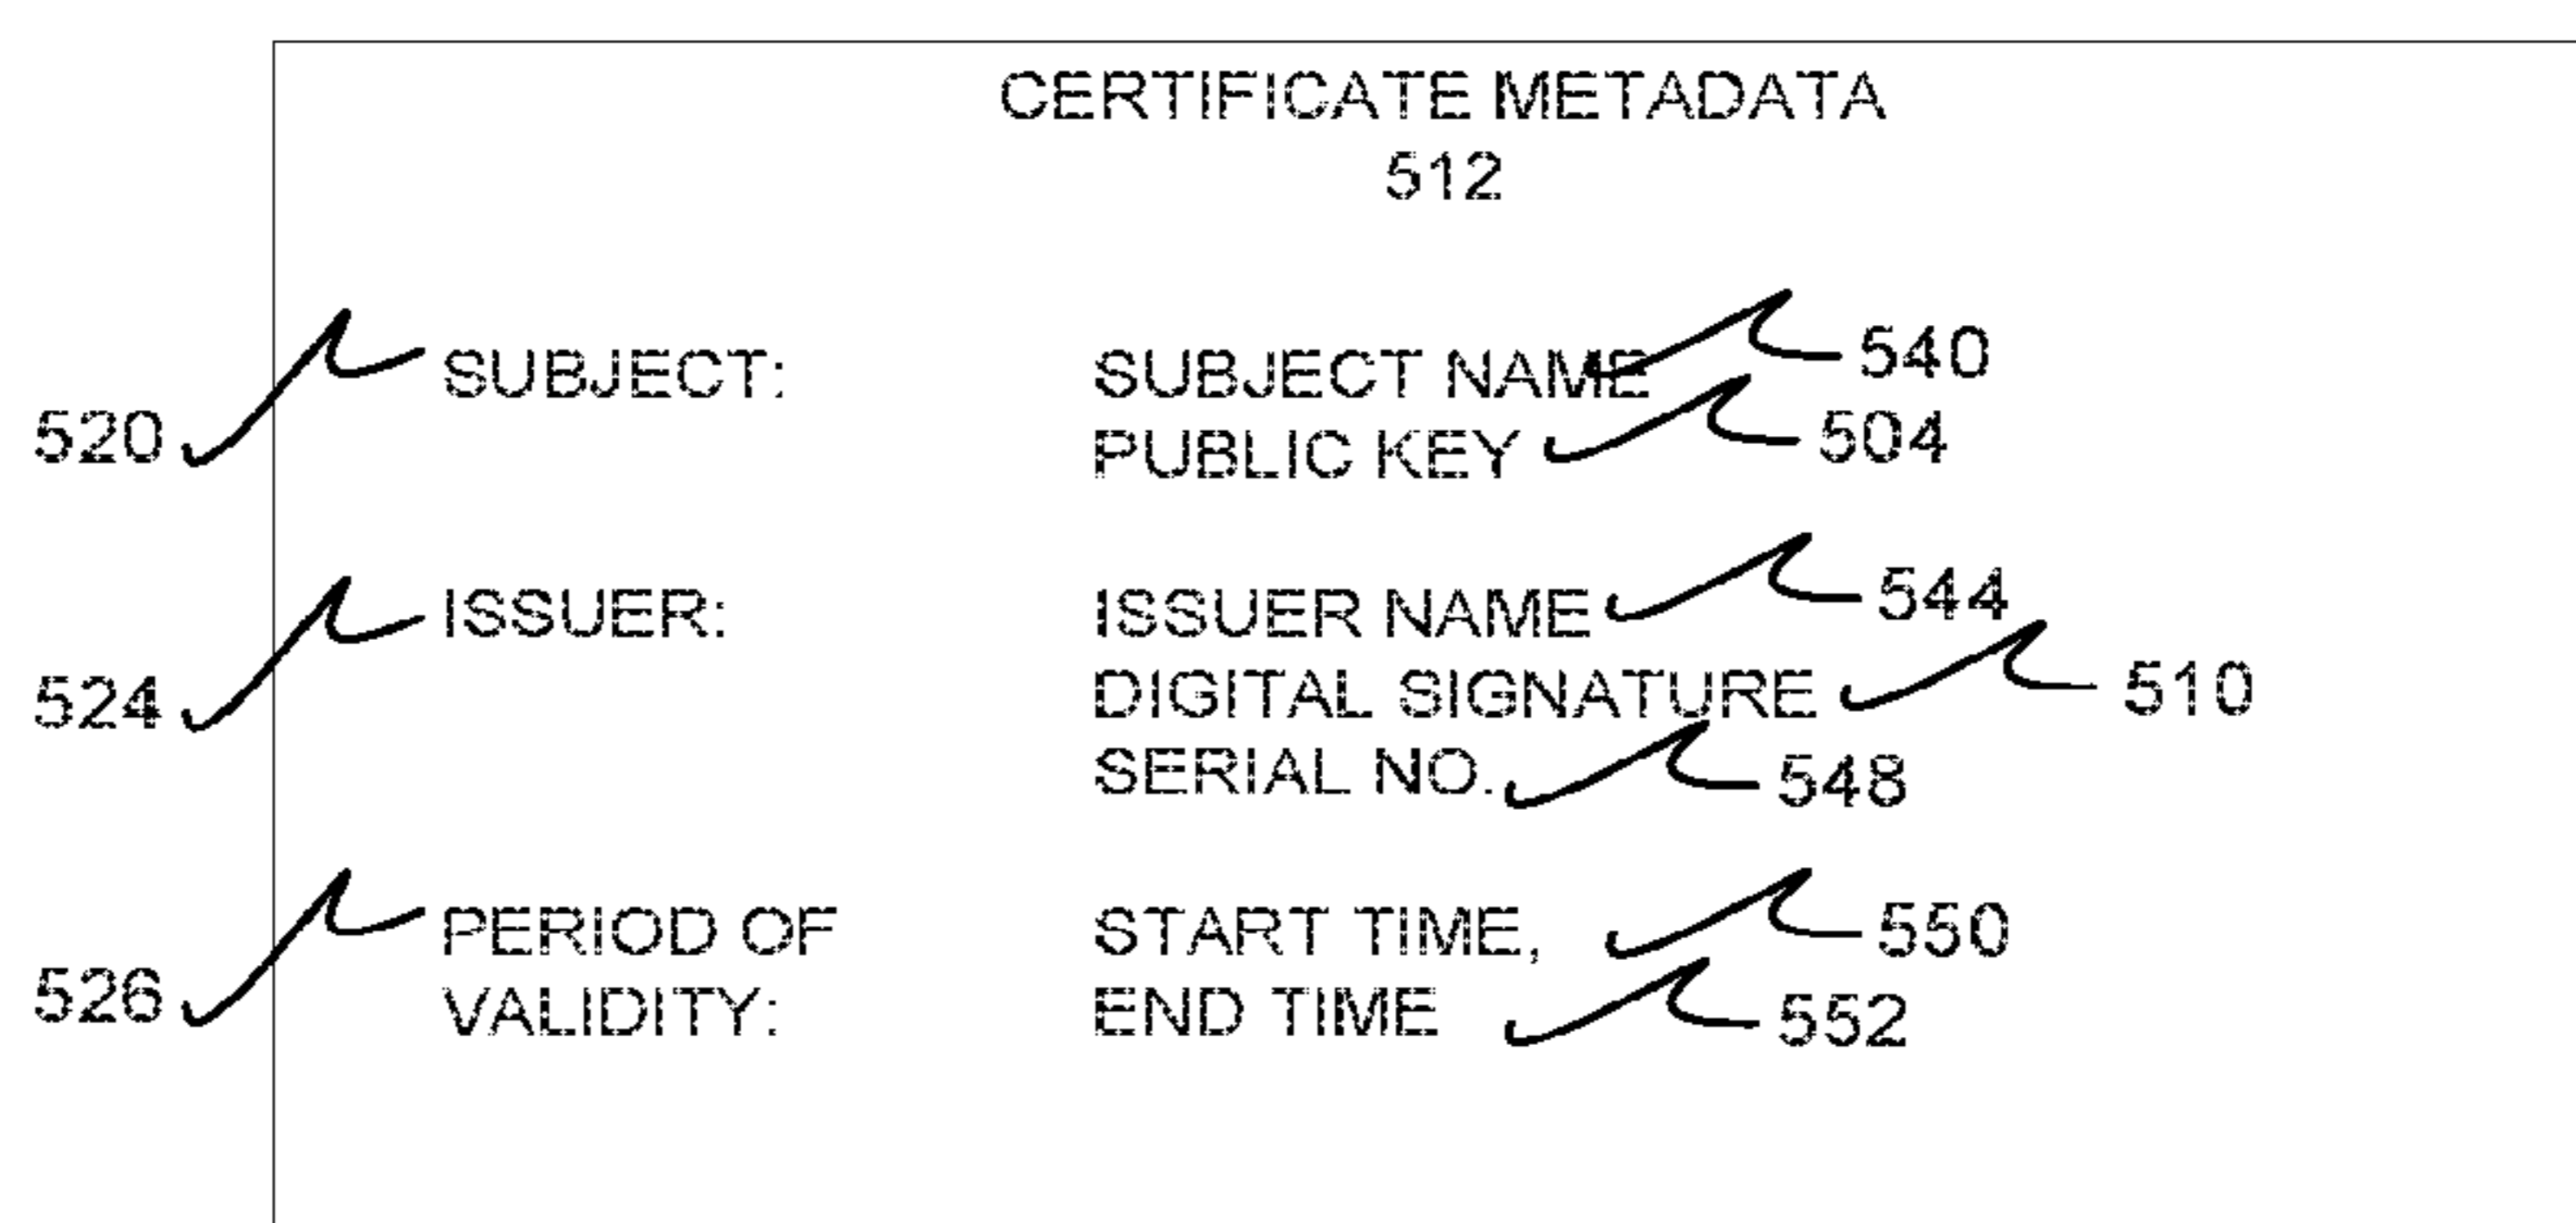 CERTIFICATE METADATA
512
520 SUBJECT: SUBJECT NAME 540
PUBLIC KEY 504
524 ISSUER: ISSUER NAME 544
DIGITAL SIGNATURE 510
SERIAL NO. 548
526 PERIOD OF START TIME, 550
VALIDITY: END TIME 552